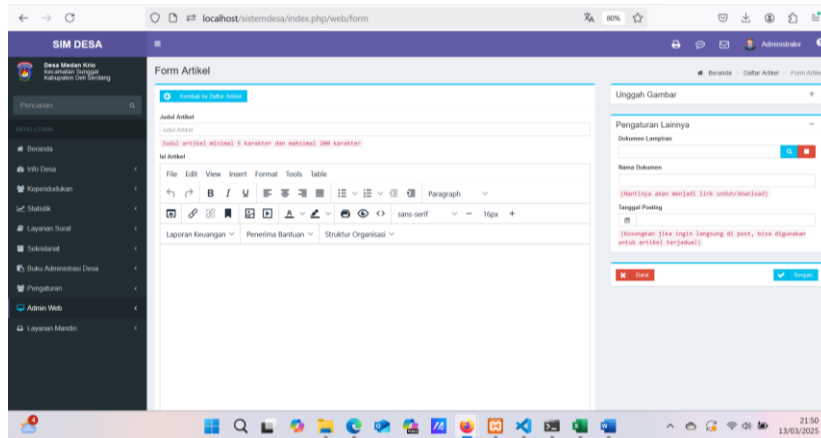 localhost/sistemdesa/index.php/web/form
80%
SIM DESA
Administrator
Desa Medan Krio
Kecamatan Sunggal
Kabupaten Deli Serdang
Form Artikel
Beranda
Daftar Artikel
Form Artike
Pencarian...
MENU UTAMA
Beranda
Info Desa
Kependudukan
Statistik
Layanan Surat
Sekretariat
Buku Administrasi Desa
Pengaturan
Admin Web
Layanan Mandiri
Kembali ke Daftar Artikel
Judul Artikel
Judul Artikel
Judul artikel minimal 5 karakter dan maksimal 200 karakter
Isi Artikel
File Edit View Insert Format Tools Table
B I U
Paragraph
A
sans-serif
16px
Laporan Keuangan
Penerima Bantuan
Struktur Organisasi
Unggah Gambar
Pengaturan Lainnya
Dokumen Lampiran
Nama Dokumen
(Nantinya akan menjadi link unduh/download)
Tanggal Posting
(Kosongkan jika ingin langsung di post, bisa digunakan
untuk artikel terjadwal)
Batal
Simpan
21:50
13/03/2025